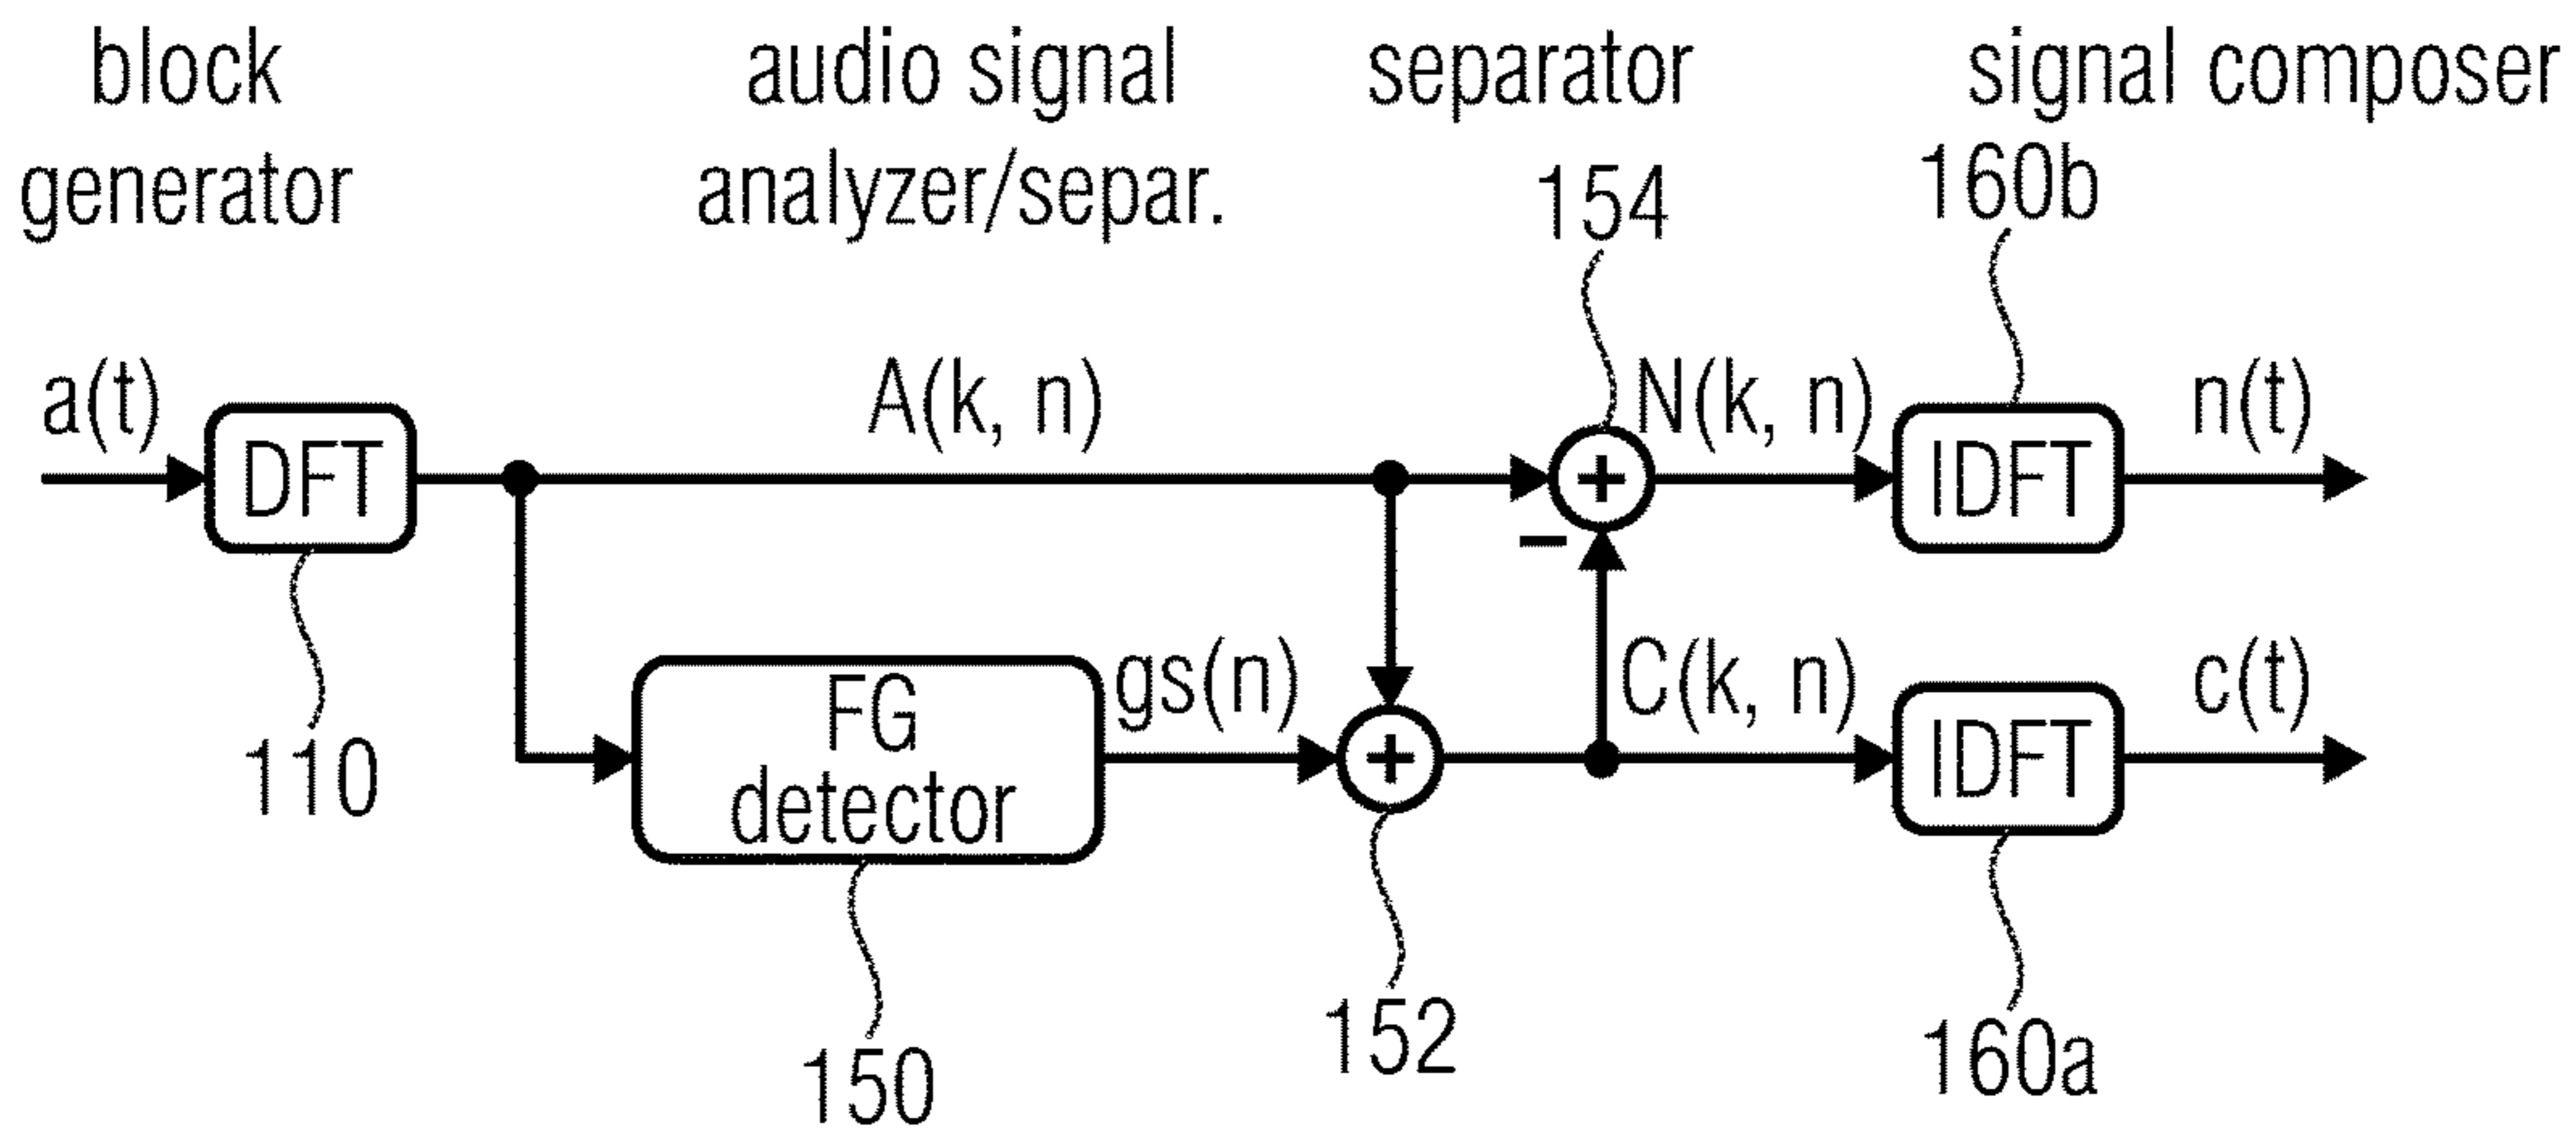 block
generator
audio signal
analyzer/separ.
separator
signal composer
154
160b
a(t)
DFT
A(k, n)
+
−
N(k, n)
IDFT
n(t)
110
FG
detector
gs(n)
+
C(k, n)
IDFT
c(t)
150
152
160a